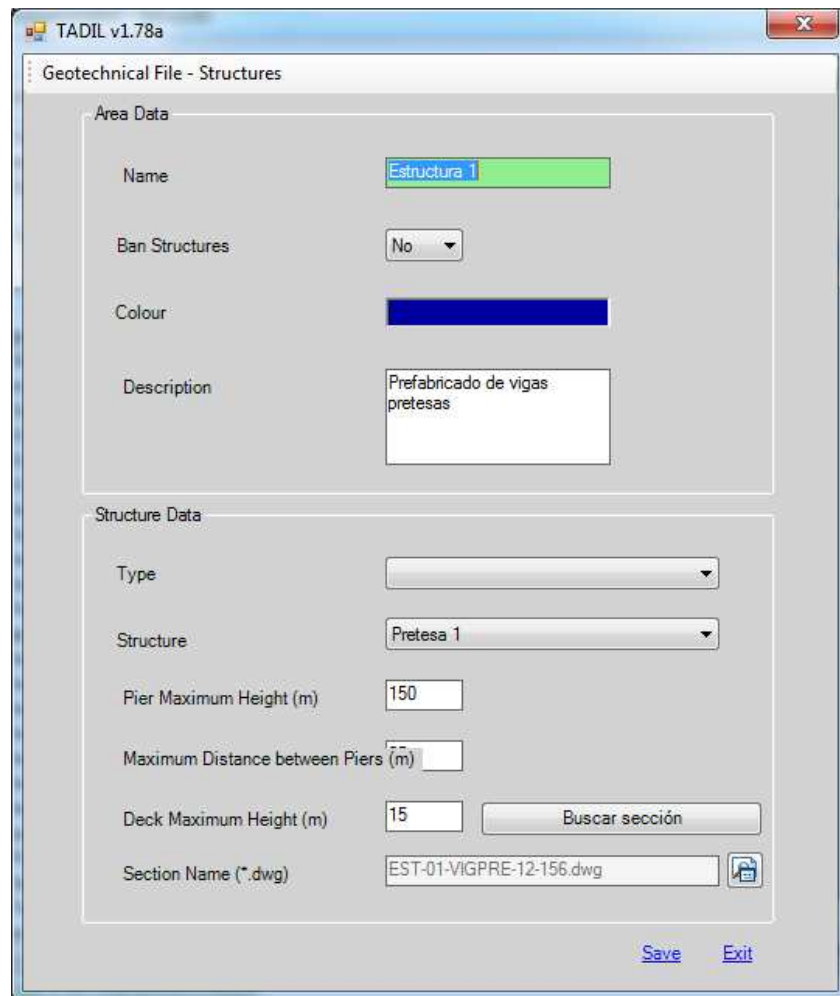 TADIL v1.78a
Geotechnical File - Structures
Area Data
Name
Estructura 1
Ban Structures
No
Colour
Description
Prefabricado de vigas
pretesas
Structure Data
Type
Structure
Pretesa 1
Pier Maximum Height (m)
150
Maximum Distance between Piers (m)
Deck Maximum Height (m)
15
Buscar sección
Section Name (*.dwg)
EST-01-VIGPRE-12-156.dwg
Save
Exit